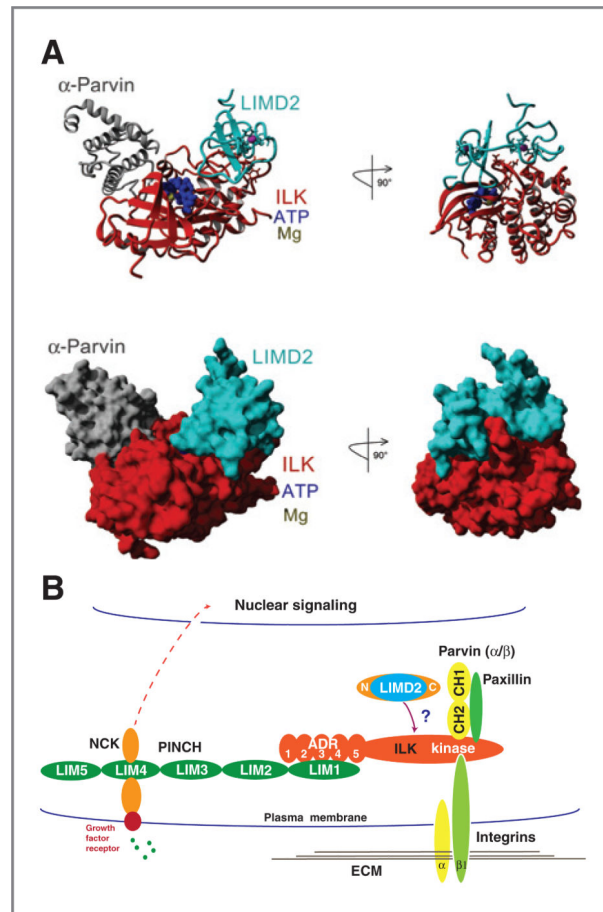 A
α-Parvin
LIMD2
ILK
ATP
Mg
90°
α-Parvin
LIMD2
ILK
ATP
Mg
90°
B
Nuclear signaling
Parvin (α/β)
Paxillin
CH1
CH2
N LIMD2 C
?
NCK
PINCH
ADR
1 2 3 4 5
ILK kinase
LIM5 LIM4 LIM3 LIM2 LIM1
Growth
factor
receptor
Plasma membrane
Integrins
ECM
α β1